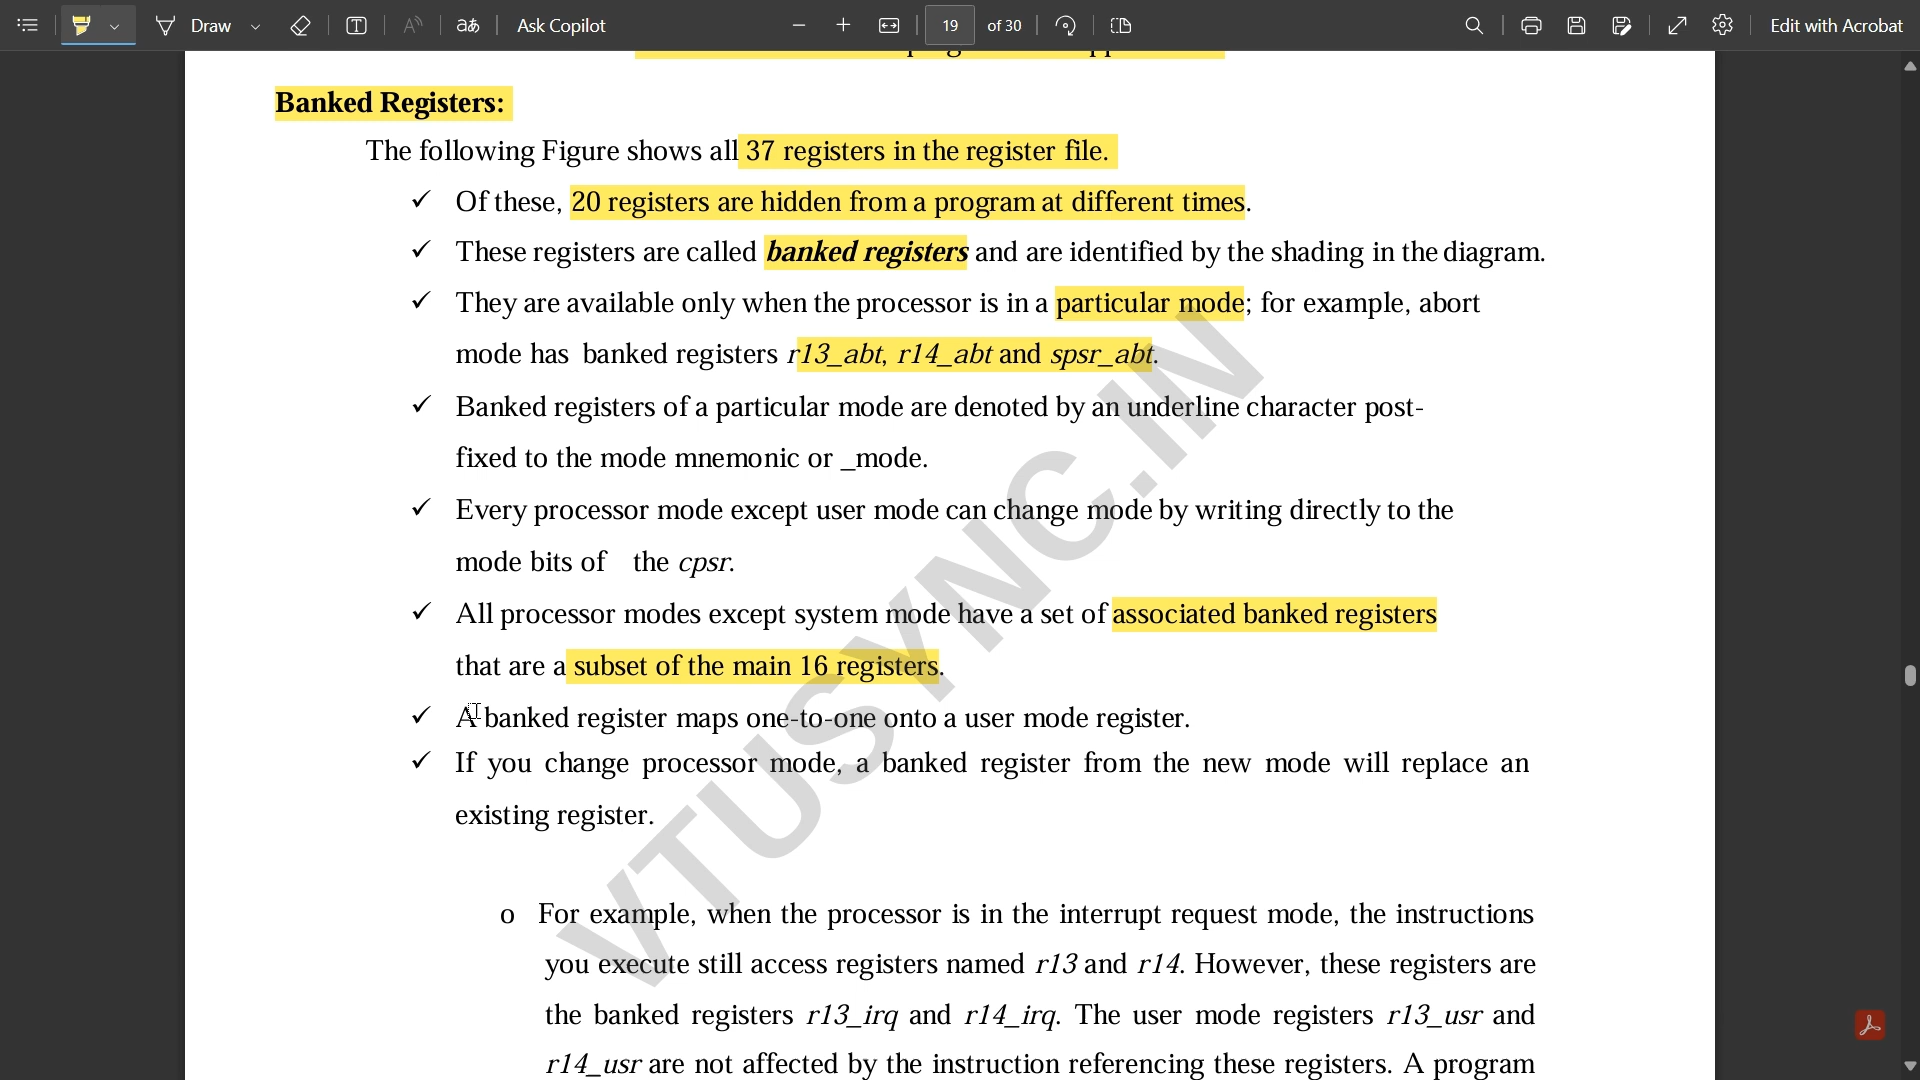 Draw
aあ
Ask Copilot
19 of 30
Edit with Acrobat
Banked Registers:
The following Figure shows all 37 registers in the register file.
✓ Of these, 20 registers are hidden from a program at different times.
✓ These registers are called banked registers and are identified by the shading in the diagram.
✓ They are available only when the processor is in a particular mode; for example, abort
mode has banked registers r13_abt, r14_abt and spsr_abt.
✓ Banked registers of a particular mode are denoted by an underline character post-
fixed to the mode mnemonic or _mode.
✓ Every processor mode except user mode can change mode by writing directly to the
mode bits of the cpsr.
✓ All processor modes except system mode have a set of associated banked registers
that are a subset of the main 16 registers.
✓ A banked register maps one-to-one onto a user mode register.
✓ If you change processor mode, a banked register from the new mode will replace an
existing register.
o For example, when the processor is in the interrupt request mode, the instructions
you execute still access registers named r13 and r14. However, these registers are
the banked registers r13_irq and r14_irq. The user mode registers r13_usr and
r14_usr are not affected by the instruction referencing these registers. A program
VTUSYNC.IN